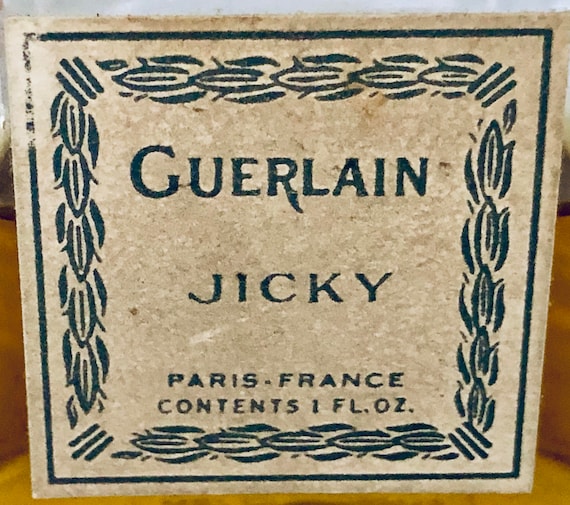 GUERLAIN
JICKY
PARIS-FRANCE
CONTENTS 1 FL.OZ.